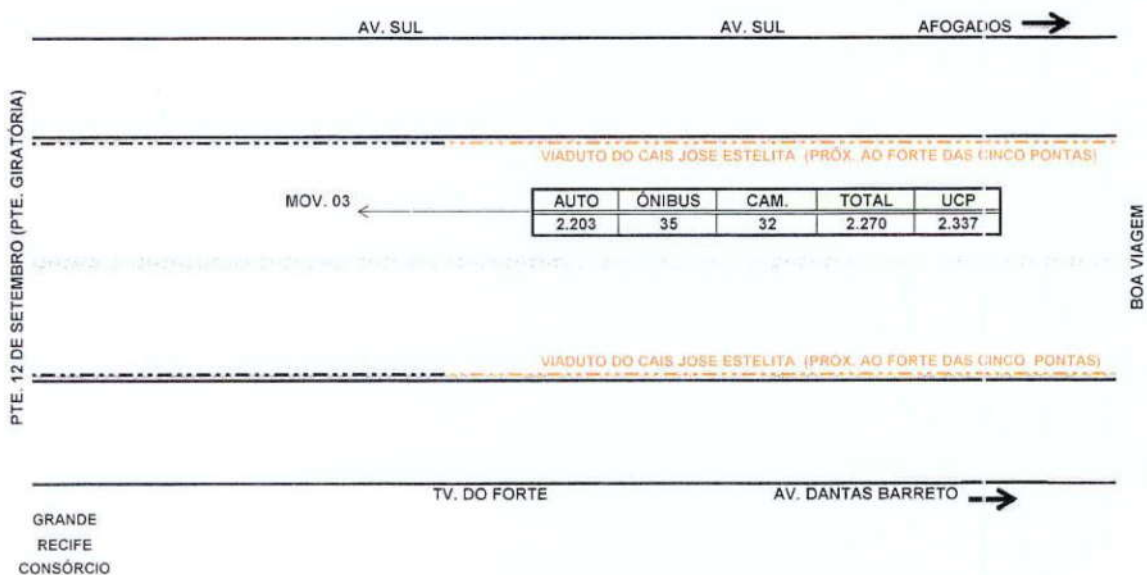 AV. SUL AV. SUL AFOGADOS
PTE. 12 DE SETEMBRO (PTE. GIRATÓRIA)
VIADUTO DO CAIS JOSE ESTELITA (PRÓX. AO FORTE DAS CINCO PONTAS)
MOV. 03
AUTO ÔNIBUS CAM. TOTAL UCP
2.203 35 32 2.270 2.337
BOA VIAGEM
VIADUTO DO CAIS JOSE ESTELITA (PRÓX. AO FORTE DAS CINCO PONTAS)
TV. DO FORTE AV. DANTAS BARRETO
GRANDE
RECIFE
CONSÓRCIO